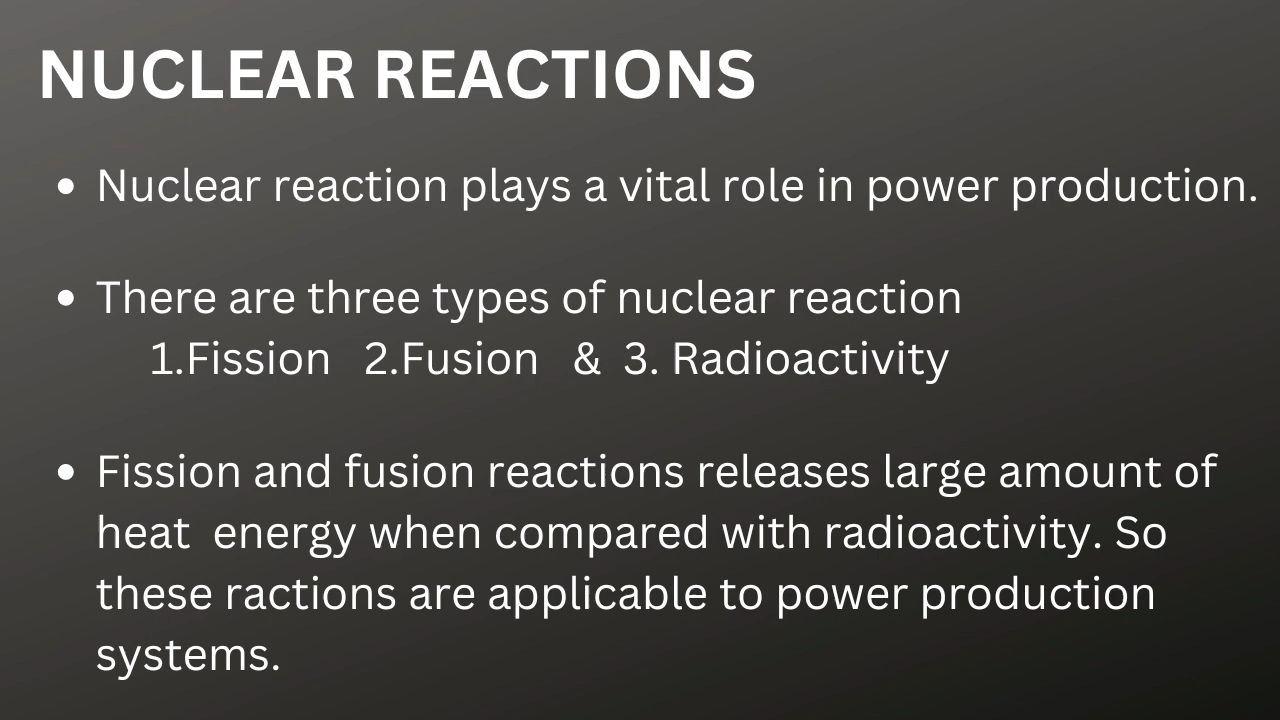 NUCLEAR REACTIONS
• Nuclear reaction plays a vital role in power production.
• There are three types of nuclear reaction
1.Fission 2.Fusion & 3. Radioactivity
• Fission and fusion reactions releases large amount of
heat energy when compared with radioactivity. So
these ractions are applicable to power production
systems.